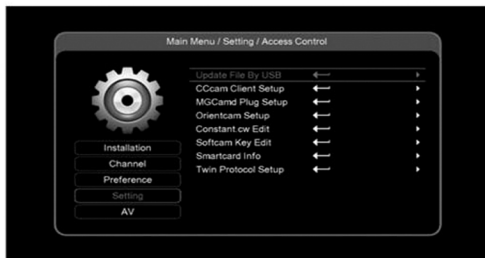 Main Menu / Setting / Access Control
Update File By USB
CCcam Client Setup
MGCamd Plug Setup
Orientcam Setup
Constant.cw Edit
Softcam Key Edit
Smartcard Info
Twin Protocol Setup
Installation
Channel
Preference
Setting
AV